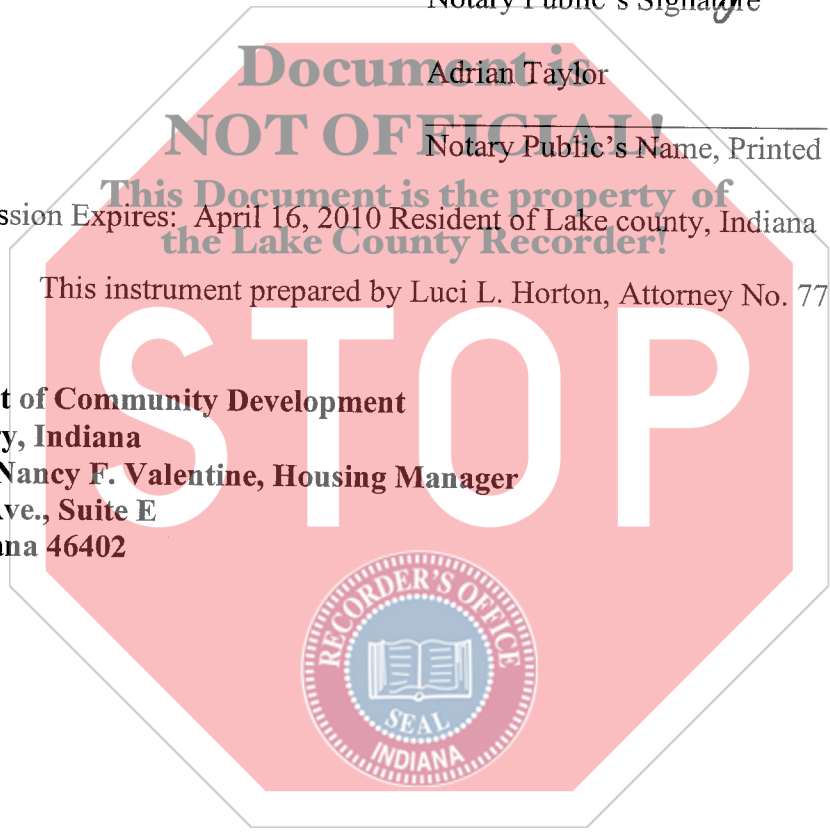 Notary Public's Signature
Document is
Adrian Taylor
NOT OFFICIAL!
Notary Public's Name, Printed
This Document is the property of
ssion Expires: April 16, 2010 Resident of Lake county, Indiana
the Lake County Recorder!
This instrument prepared by Luci L. Horton, Attorney No. 77
STOP
t of Community Development
y, Indiana
Nancy F. Valentine, Housing Manager
Ave., Suite E
ana 46402
RECORDER'S OFFICE
SEAL
INDIANA